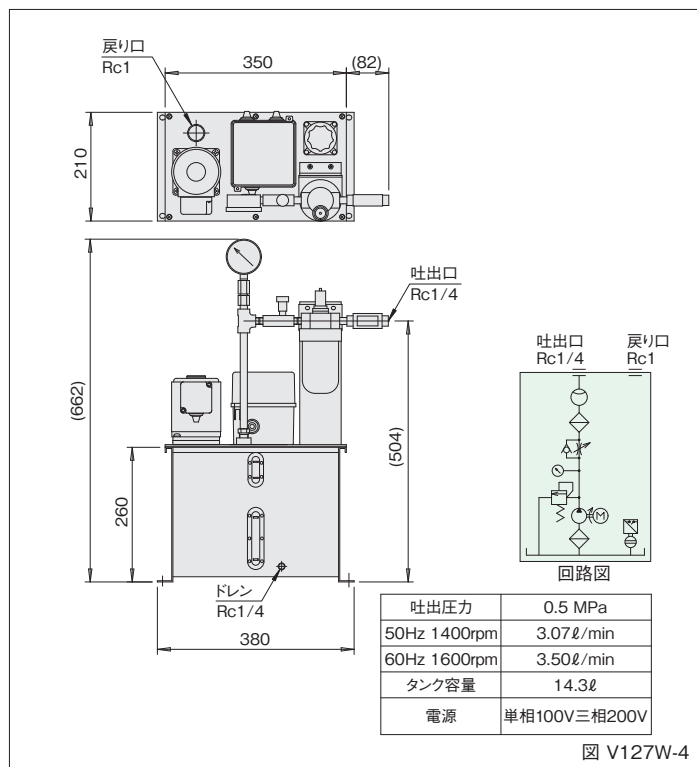 戻り口
Rc1
350
(82)
210
吐出口
Rc1/4
(662)
(504)
260
ドレン
Rc1/4
380
吐出口
Rc1/4
戻り口
Rc1
M
回路図
吐出圧力 0.5 MPa
50Hz 1400rpm 3.07ℓ/min
60Hz 1600rpm 3.50ℓ/min
タンク容量 14.3ℓ
電源 単相100V三相200V
図 V127W-4